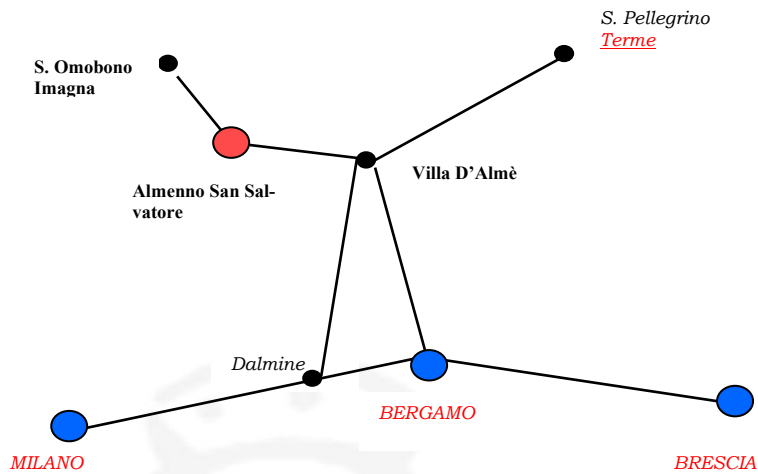 S. Pellegrino
Terme
S. Omobono
Imagna
Villa D'Almè
Almenno San Sal-
vatore
Dalmine
BERGAMO
MILANO
BRESCIA